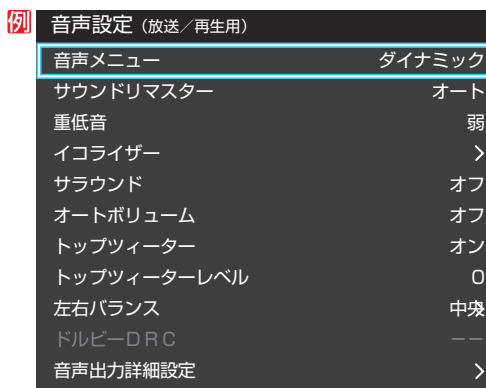 例 音声設定（放送／再生用）
音声メニュー ダイナミック
サウンドリマスター オート
重低音 弱
イコライザー >
サラウンド オフ
オートボリューム オフ
トップツィーター オン
トップツィーターレベル 0
左右バランス 中央
ドルビーDRC −−
音声出力詳細設定 >